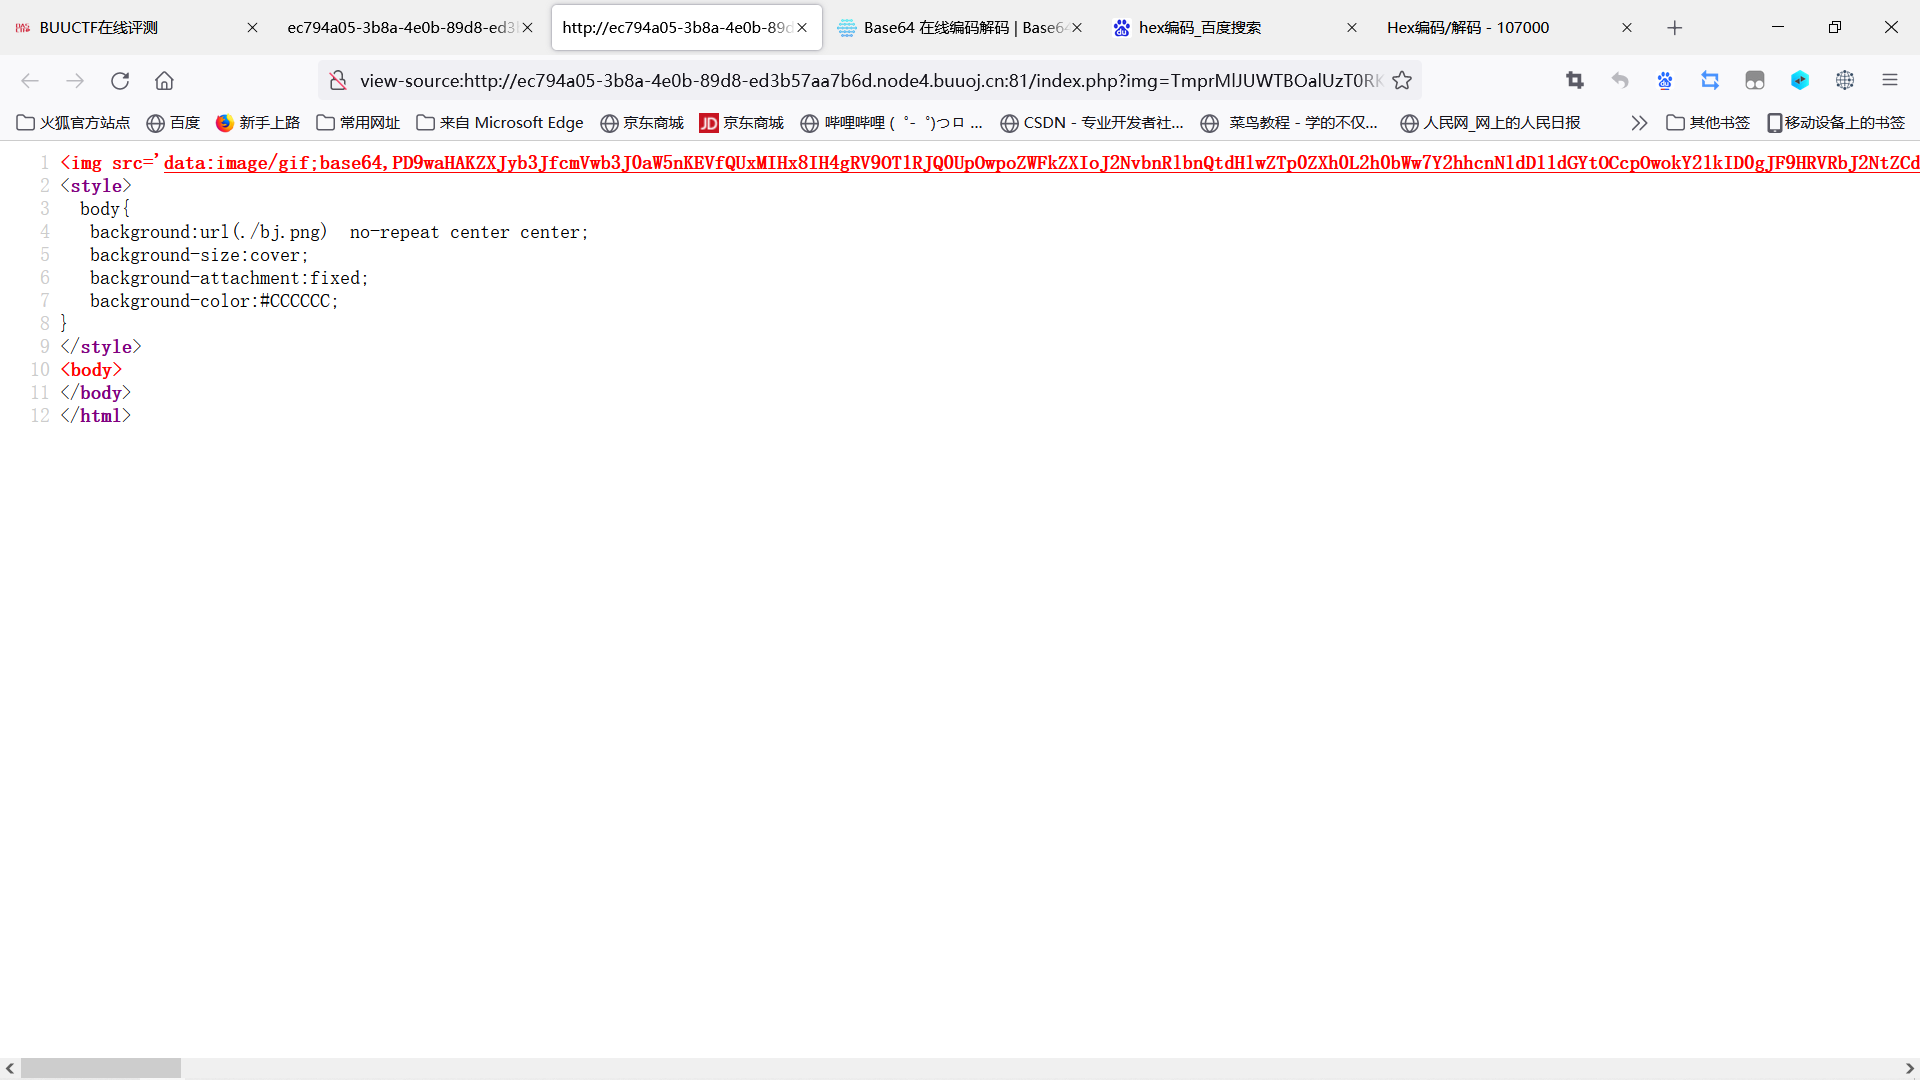 BUUCTF在线评测
ec794a05-3b8a-4e0b-89d8-ed3
http://ec794a05-3b8a-4e0b-89d
Base64 在线编码解码 | Base6
hex编码_百度搜索
Hex编码/解码 - 107000
view-source:http://ec794a05-3b8a-4e0b-89d8-ed3b57aa7b6d.node4.buuoj.cn:81/index.php?img=TmprMlJUWTBOalUzT0RK
火狐官方站点 百度 新手上路 常用网址 来自 Microsoft Edge 京东商城 JD 京东商城 哔哩哔哩 ( ゜- ゜)つロ ... CSDN - 专业开发者社... 菜鸟教程 - 学的不仅... 人民网_网上的人民日报 其他书签 移动设备上的书签
1 <img src='data:image/gif;base64,PD9waHAKZXJyb3JfcmVwb3J0aW5nKEVfQUxMIHx8IH4gRV9OT1RJQ0UpOwpoZWFkZXIoJ2NvbnRlbnQtdHlwZTp0ZXh0L2h0bWw7Y2hhcnNldD11dGYtOCcpOwokY21kID0gJF9HRVRbJ2NtZCd
2 <style>
3 body{
4 background:url(./bj.png) no-repeat center center;
5 background-size:cover;
6 background-attachment:fixed;
7 background-color:#CCCCCC;
8 }
9 </style>
10 <body>
11 </body>
12 </html>